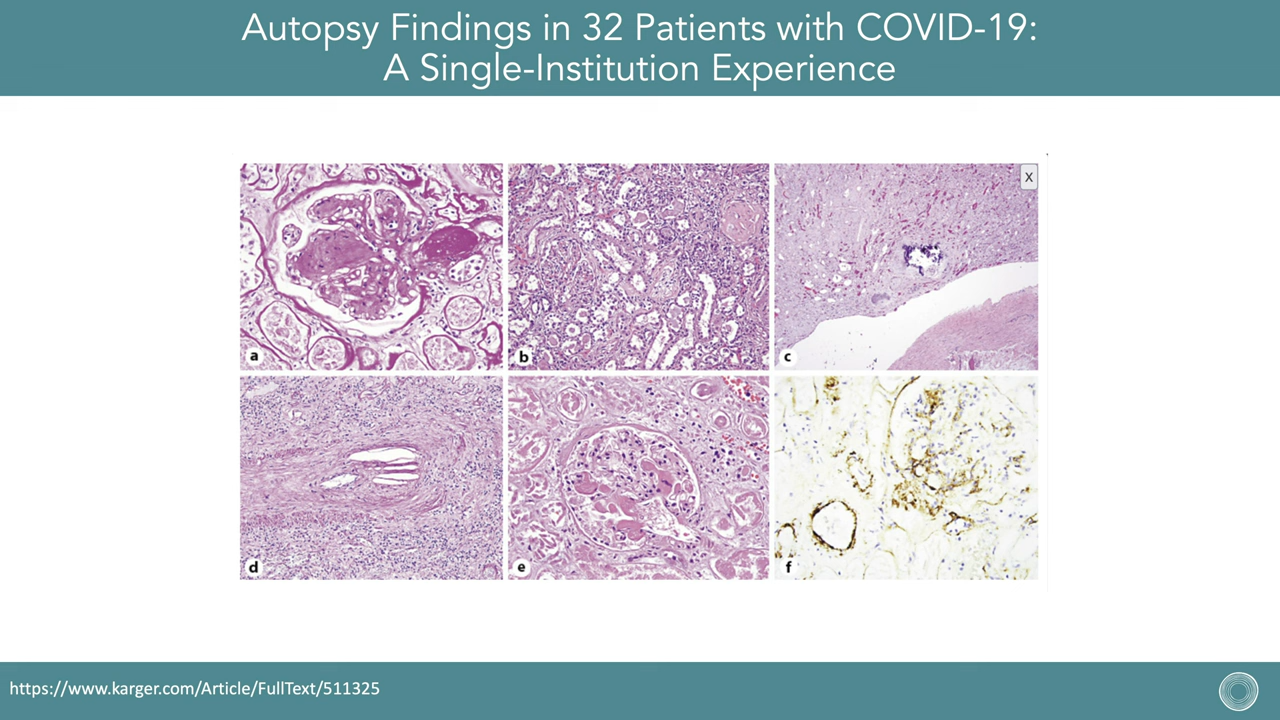 Autopsy Findings in 32 Patients with COVID-19:
A Single-Institution Experience
X
a
b
c
d
e
f
https://www.karger.com/Article/FullText/511325